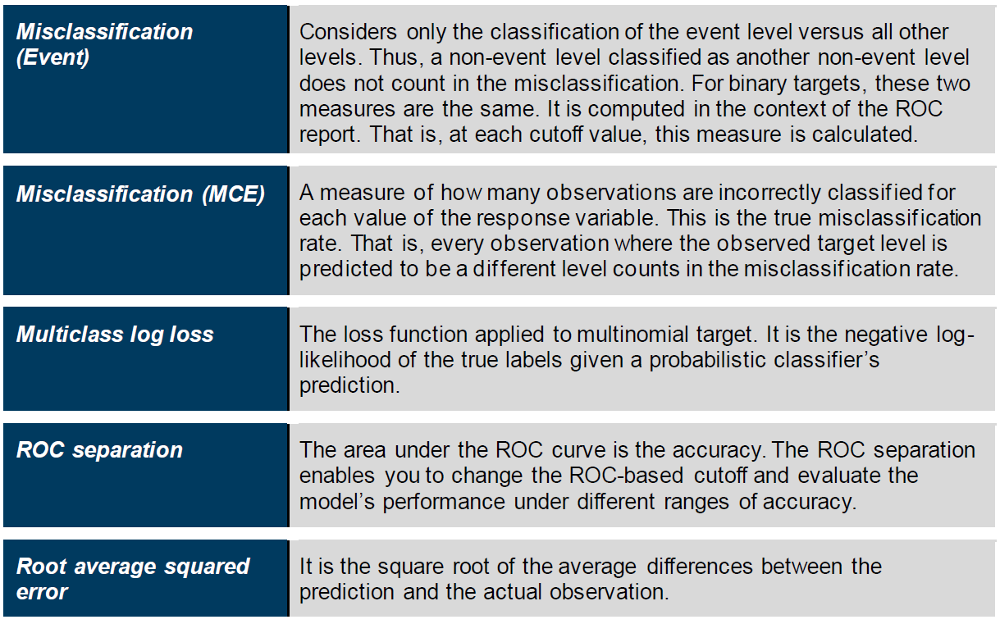 Misclassification
(Event)
Considers only the classification of the event level versus all other
levels. Thus, a non-event level classified as another non-event level
does not count in the misclassification. For binary targets, these two
measures are the same. It is computed in the context of the ROC
report. That is, at each cutoff value, this measure is calculated.
Misclassification (MCE)
A measure of how many observations are incorrectly classified for
each value of the response variable. This is the true misclassification
rate. That is, every observation where the observed target level is
predicted to be a different level counts in the misclassification rate.
Multiclass log loss
The loss function applied to multinomial target. It is the negative log-
likelihood of the true labels given a probabilistic classifier’s
prediction.
ROC separation
The area under the ROC curve is the accuracy. The ROC separation
enables you to change the ROC-based cutoff and evaluate the
model’s performance under different ranges of accuracy.
Root average squared
error
It is the square root of the average differences between the
prediction and the actual observation.